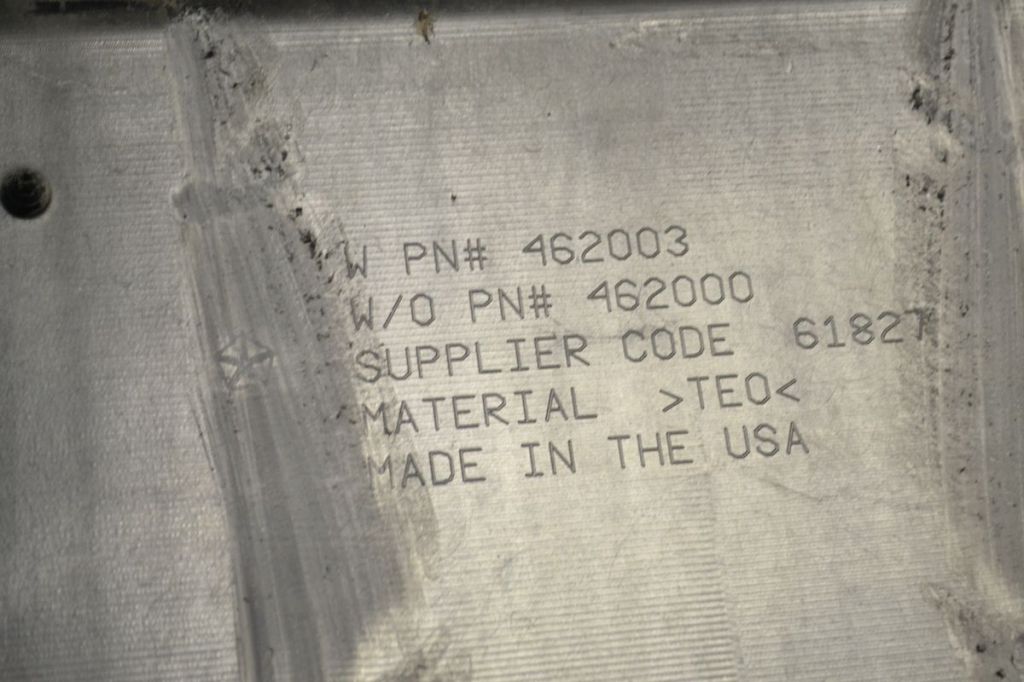 W PN# 462003
W/O PN# 462000
SUPPLIER CODE 61827
MATERIAL >TEO<
MADE IN THE USA